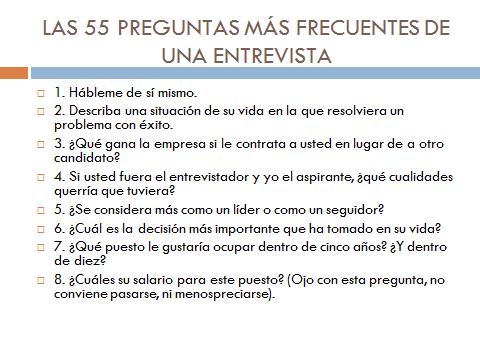 LAS 55 PREGUNTAS MÁS FRECUENTES DE
UNA ENTREVISTA
1. Hábleme de sí mismo.
2. Describa una situación de su vida en la que resolviera un
problema con éxito.
3. ¿Qué gana la empresa si le contrata a usted en lugar de a otro
candidato?
4. Si usted fuera el entrevistador y yo el aspirante, ¿qué cualidades
querría que tuviera?
5. ¿Se considera más como un líder o como un seguidor?
6. ¿Cuál es la decisión más importante que ha tomado en su vida?
7. ¿Qué puesto le gustaría ocupar dentro de cinco años? ¿Y dentro
de diez?
8. ¿Cuáles su salario para este puesto? (Ojo con esta pregunta, no
conviene pasarse, ni menospreciarse).